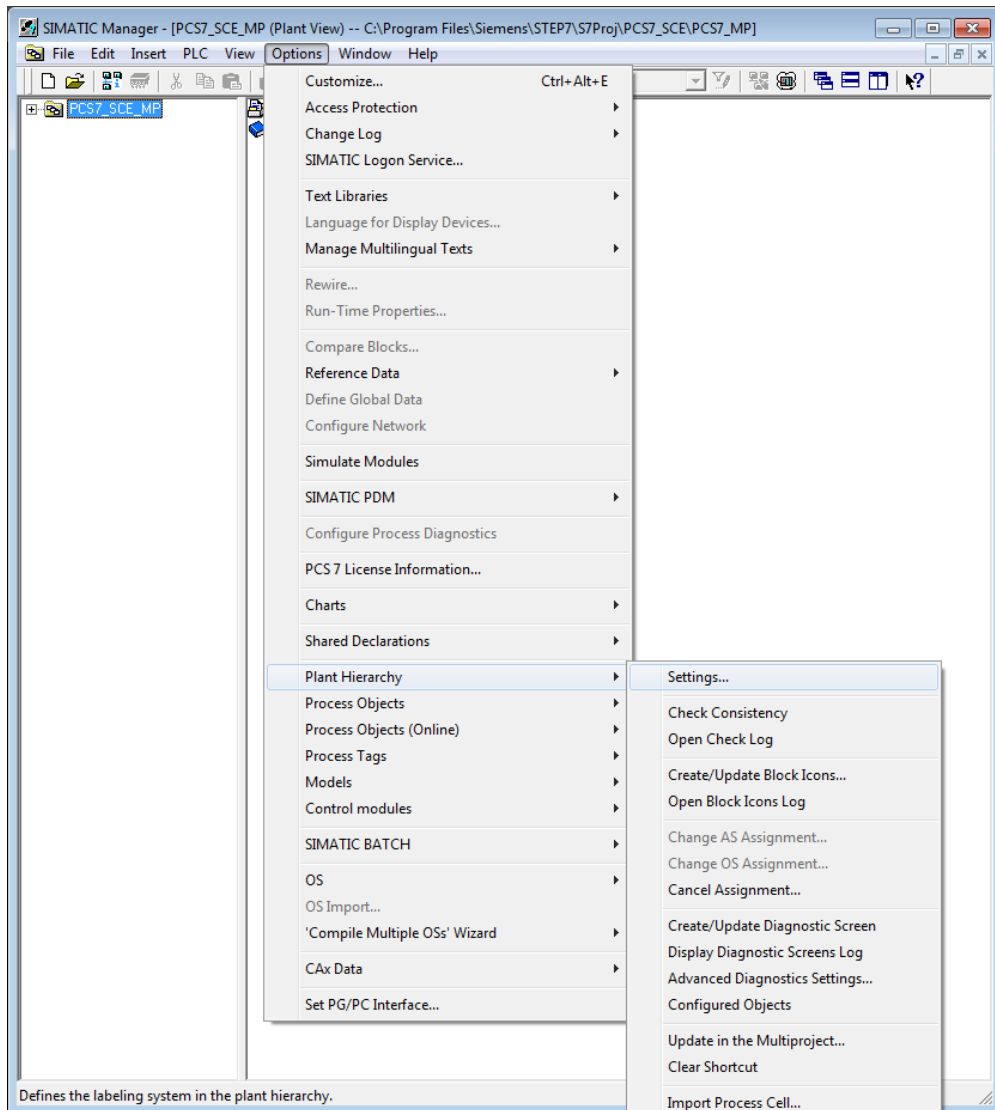 SIMATIC Manager - [PCS7_SCE_MP (Plant View) -- C:\Program Files\Siemens\STEP7\S7Proj\PCS7_SCE\PCS7_MP]
File Edit Insert PLC View Options Window Help
PCS7_SCE_MP
Customize... Ctrl+Alt+E
Access Protection
Change Log
SIMATIC Logon Service...
Text Libraries
Language for Display Devices...
Manage Multilingual Texts
Rewire...
Run-Time Properties...
Compare Blocks...
Reference Data
Define Global Data
Configure Network
Simulate Modules
SIMATIC PDM
Configure Process Diagnostics
PCS 7 License Information...
Charts
Shared Declarations
Plant Hierarchy
Process Objects
Process Objects (Online)
Process Tags
Models
Control modules
SIMATIC BATCH
OS
OS Import...
'Compile Multiple OSs' Wizard
CAx Data
Set PG/PC Interface...
Settings...
Check Consistency
Open Check Log
Create/Update Block Icons...
Open Block Icons Log
Change AS Assignment...
Change OS Assignment...
Cancel Assignment...
Create/Update Diagnostic Screen
Display Diagnostic Screens Log
Advanced Diagnostics Settings...
Configured Objects
Update in the Multiproject...
Clear Shortcut
Import Process Cell...
Defines the labeling system in the plant hierarchy.